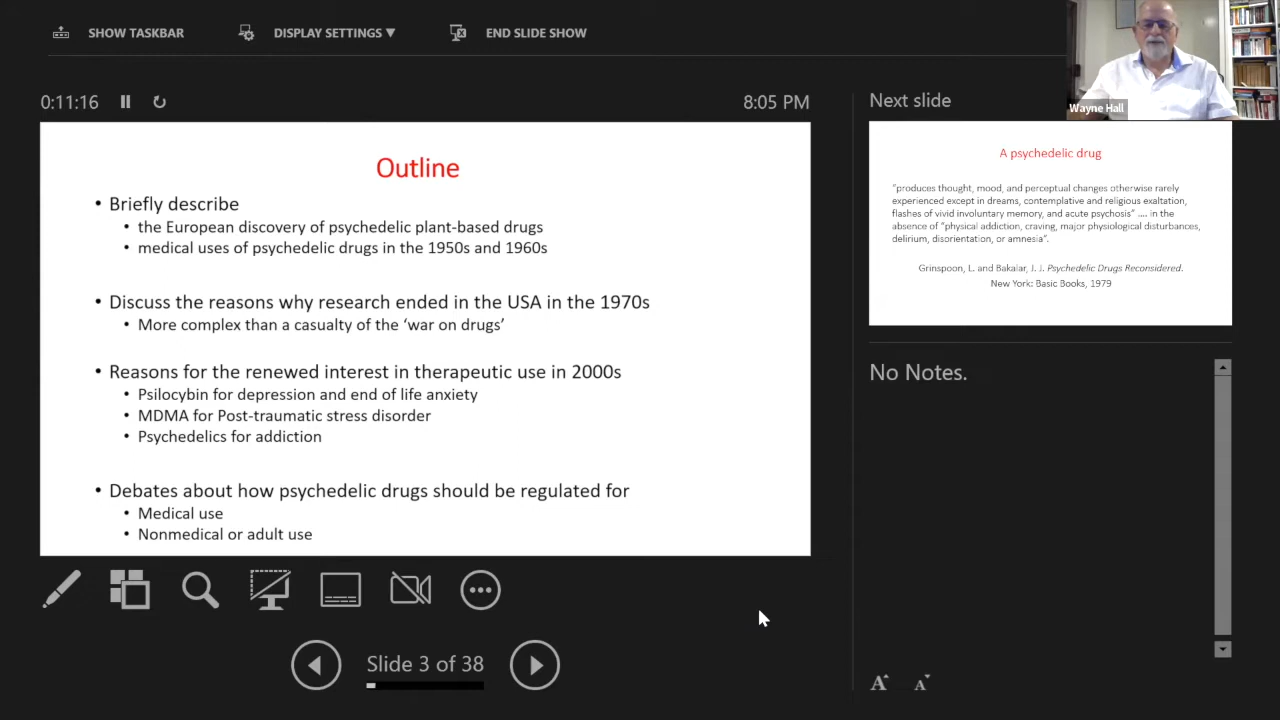 SHOW TASKBAR
DISPLAY SETTINGS ▼
END SLIDE SHOW
Wayne Hall
0:11:16
8:05 PM
Outline
• Briefly describe
• the European discovery of psychedelic plant-based drugs
• medical uses of psychedelic drugs in the 1950s and 1960s
• Discuss the reasons why research ended in the USA in the 1970s
• More complex than a casualty of the ‘war on drugs’
• Reasons for the renewed interest in therapeutic use in 2000s
• Psilocybin for depression and end of life anxiety
• MDMA for Post-traumatic stress disorder
• Psychedelics for addiction
• Debates about how psychedelic drugs should be regulated for
• Medical use
• Nonmedical or adult use
Slide 3 of 38
Next slide
A psychedelic drug
“produces thought, mood, and perceptual changes otherwise rarely
experienced except in dreams, contemplative and religious exaltation,
flashes of vivid involuntary memory, and acute psychosis” .... in the
absence of “physical addiction, craving, major physiological disturbances,
delirium, disorientation, or amnesia”.
Grinspoon, L. and Bakalar, J. J. Psychedelic Drugs Reconsidered.
New York: Basic Books, 1979
No Notes.
A A